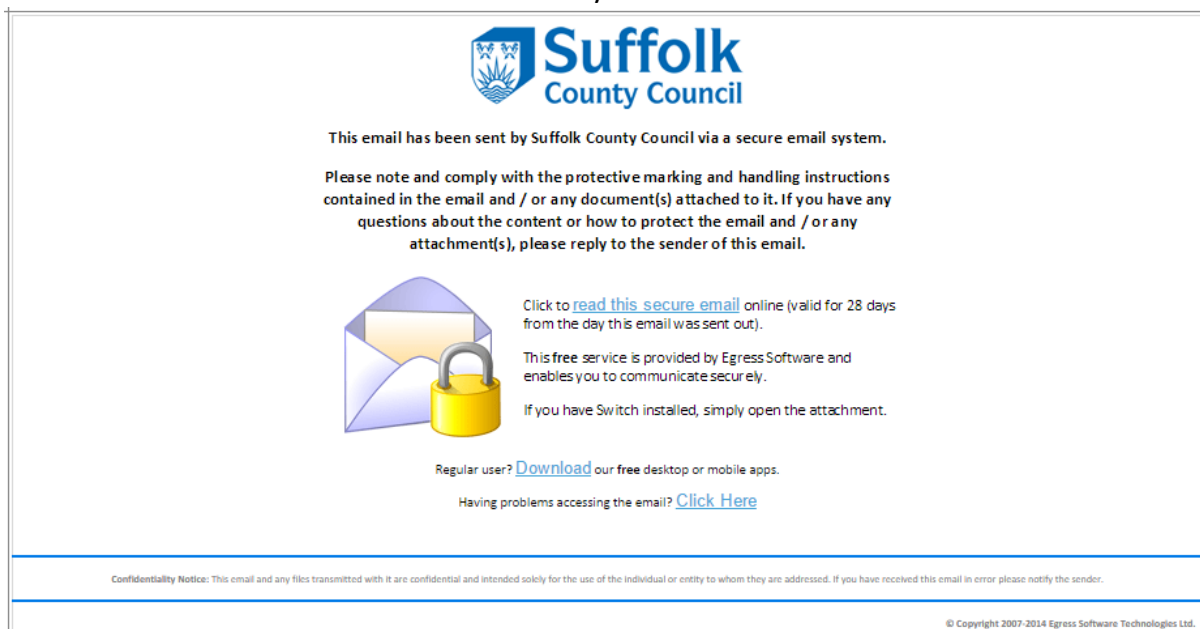 Suffolk
County Council
This email has been sent by Suffolk County Council via a secure email system.
Please note and comply with the protective marking and handling instructions
contained in the email and / or any document(s) attached to it. If you have any
questions about the content or how to protect the email and / or any
attachment(s), please reply to the sender of this email.
Click to read this secure email online (valid for 28 days
from the day this email was sent out).
This free service is provided by Egress Software and
enables you to communicate securely.
If you have Switch installed, simply open the attachment.
Regular user? Download our free desktop or mobile apps.
Having problems accessing the email? Click Here
Confidentiality Notice: This email and any files transmitted with it are confidential and intended solely for the use of the individual or entity to whom they are addressed. If you have received this email in error please notify the sender.
© Copyright 2007-2014 Egress Software Technologies Ltd.